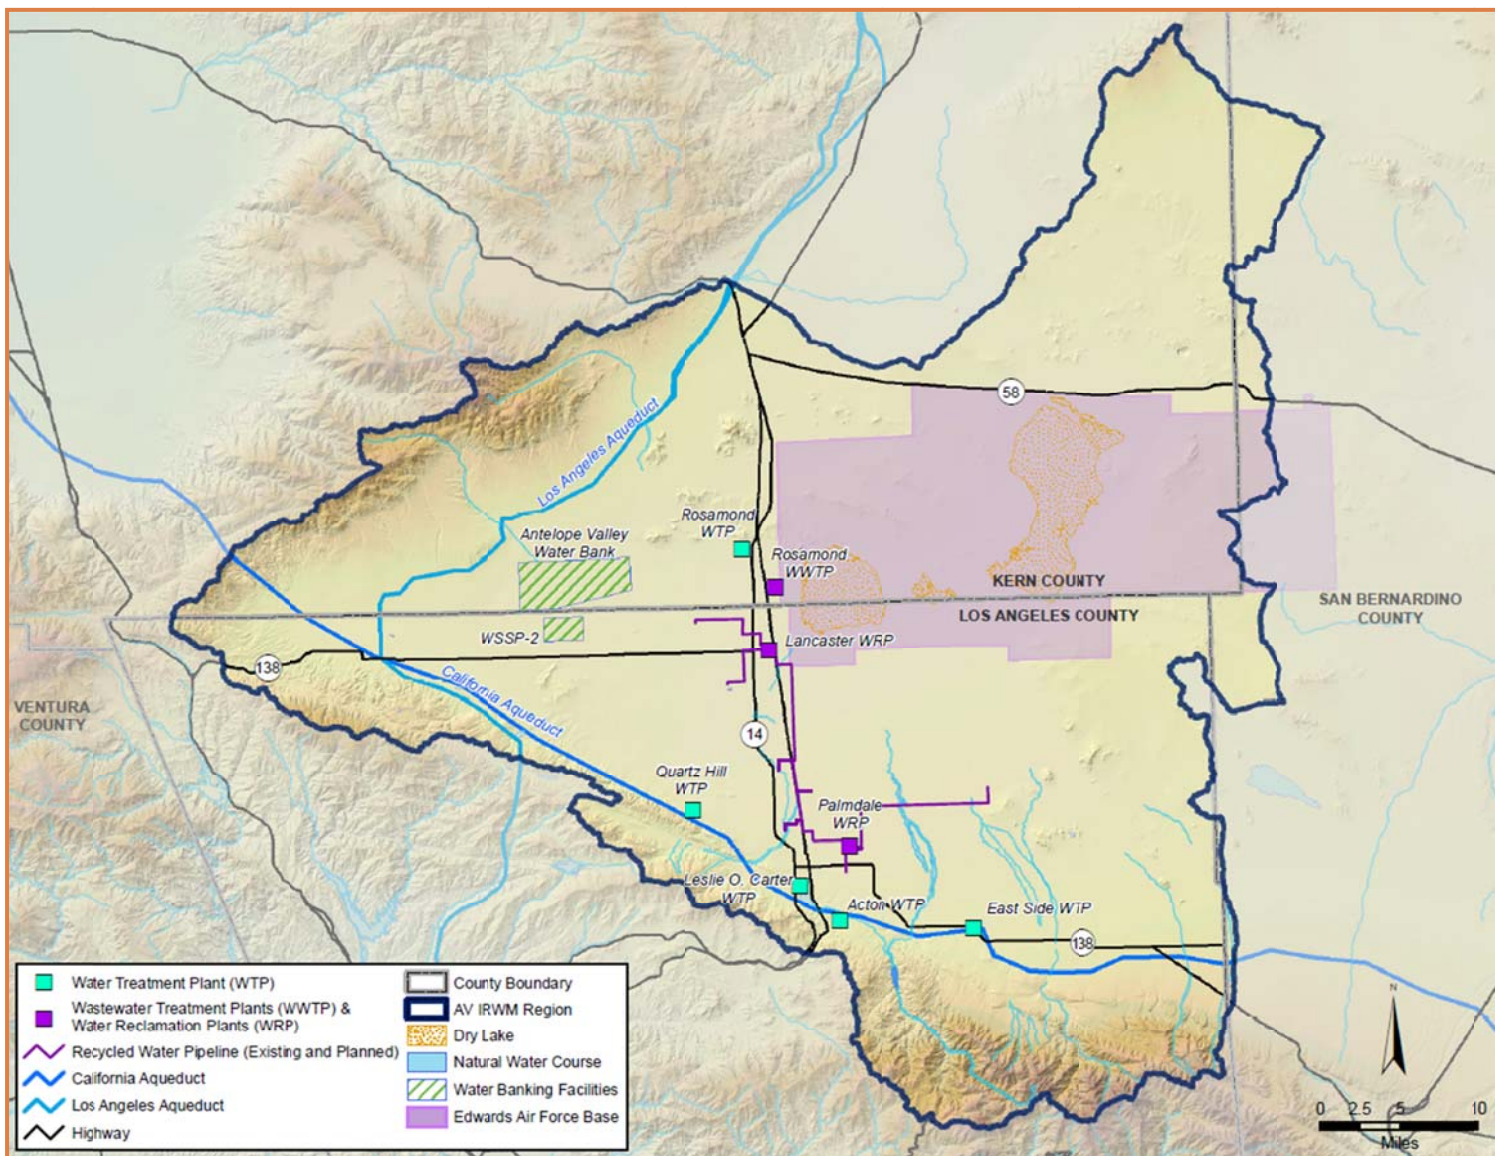 58
Los Angeles Aqueduct
Rosamond
WTP
Antelope Valley
Water Bank
Rosamond
WWTP
KERN COUNTY
LOS ANGELES COUNTY
SAN BERNARDINO
COUNTY
WSSP-2
Lancaster WRP
138
California Aqueduct
VENTURA
COUNTY
14
Quartz Hill
WTP
Palmdale
WRP
Leslie O. Carter
WTP
Acton WTP
East Side WTP
138
Water Treatment Plant (WTP)
Wastewater Treatment Plants (WWTP) &
Water Reclamation Plants (WRP)
Recycled Water Pipeline (Existing and Planned)
California Aqueduct
Los Angeles Aqueduct
Highway
County Boundary
AV IRWM Region
Dry Lake
Natural Water Course
Water Banking Facilities
Edwards Air Force Base
N
0 2.5 5 10
Miles